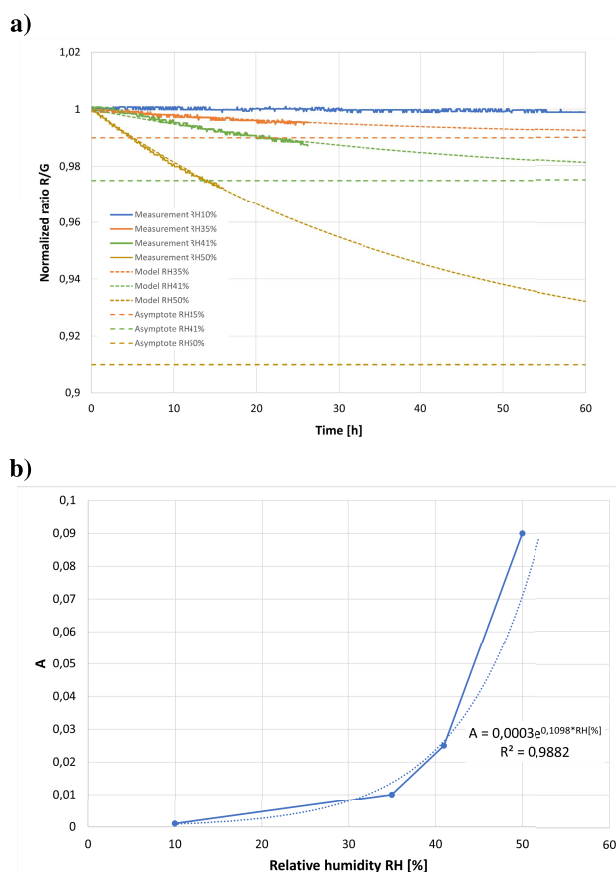 a)
1,02
1
0,98
0,96
0,94
0,92
0,9
Normalized ratio R/G
Measurement RH10%
Measurement RH35%
Measurement RH41%
Measurement RH50%
Model RH35%
Model RH41%
Model RH50%
Asymptote RH35%
Asymptote RH41%
Asymptote RH50%
0 10 20 30 40 50 60
Time [h]
b)
0,1
0,09
0,08
0,07
0,06
0,05
0,04
0,03
0,02
0,01
0
A
A = 0,0003e^0,1098*RH[%]
R² = 0,9882
0 10 20 30 40 50 60
Relative humidity RH [%]